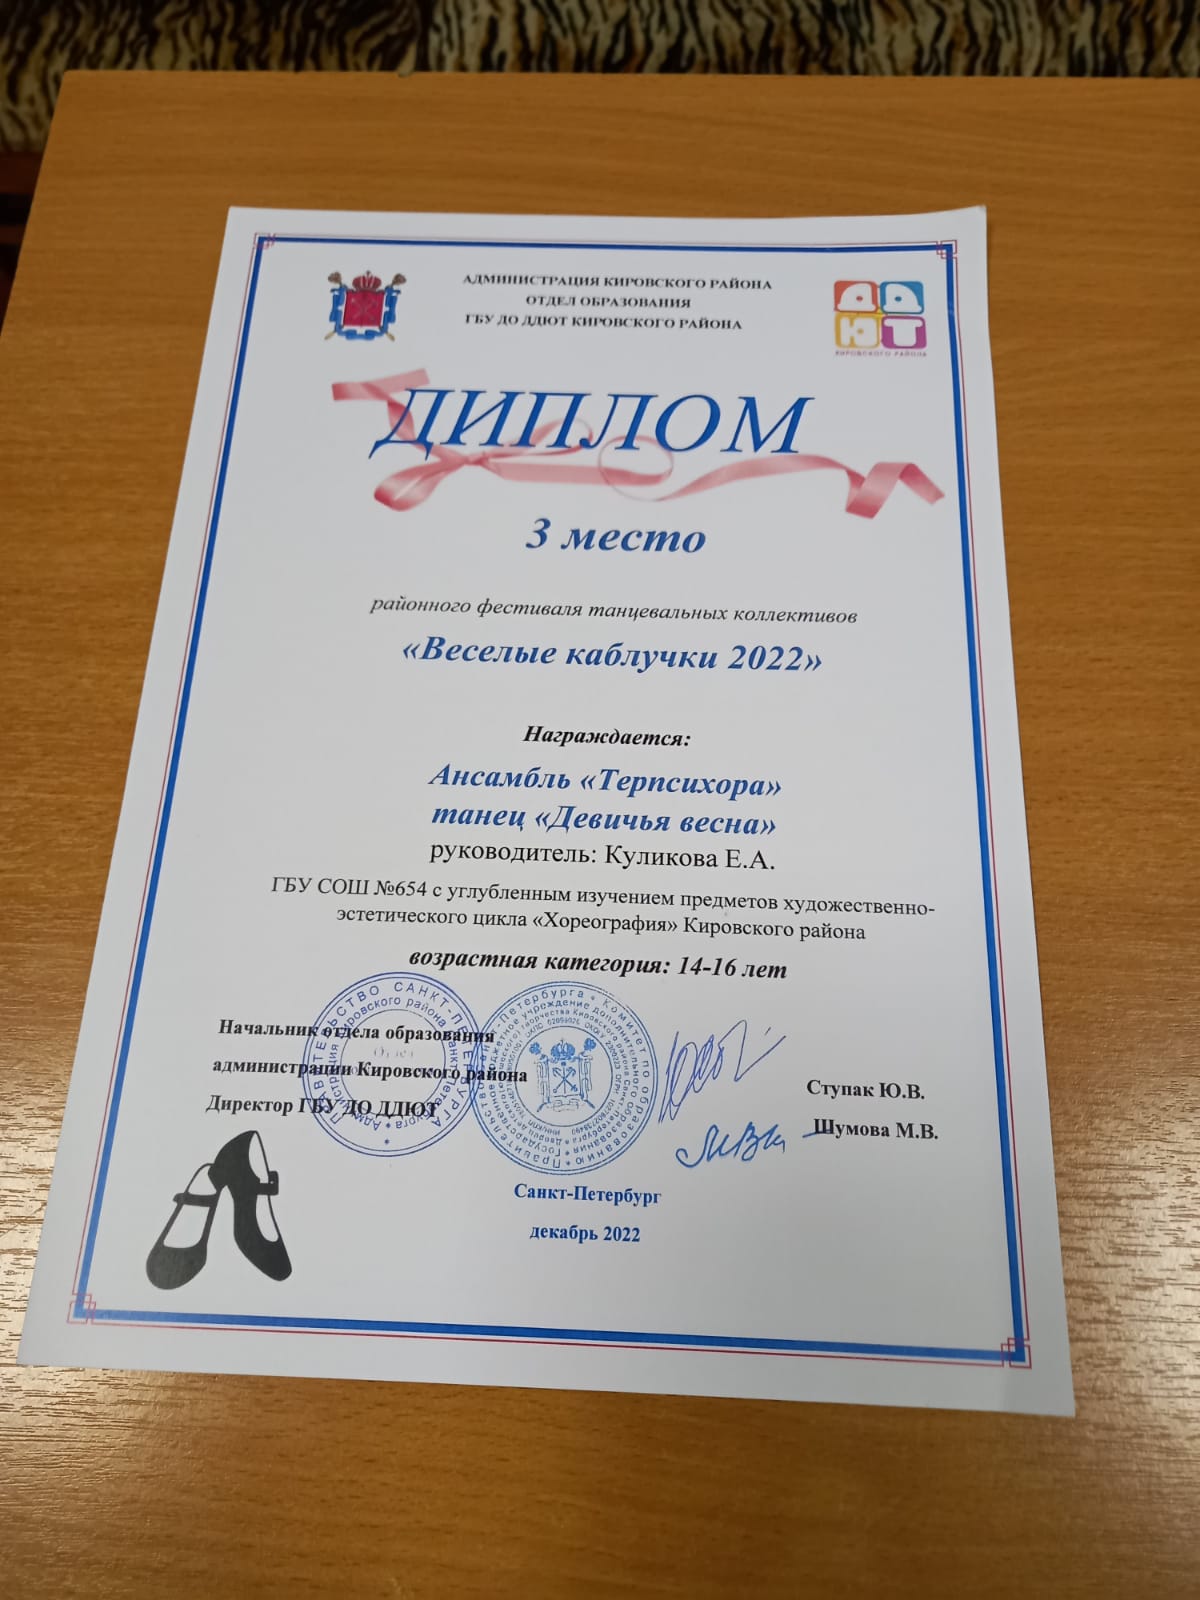 АДМИНИСТРАЦИЯ КИРОВСКОГО РАЙОНА
ОТДЕЛ ОБРАЗОВАНИЯ
ГБУ ДО ДДЮТ КИРОВСКОГО РАЙОНА
ДДЮТ
КИРОВСКОГО РАЙОНА
ДИПЛОМ
3 место
районного фестиваля танцевальных коллективов
«Веселые каблучки 2022»
Награждается:
Ансамбль «Терпсихора»
танец «Девичья весна»
руководитель: Куликова Е.А.
ГБУ СОШ №654 с углубленным изучением предметов художественно-
эстетического цикла «Хореография» Кировского района
возрастная категория: 14-16 лет
Начальник отдела образования
администрации Кировского района
Ступак Ю.В.
Директор ГБУ ДО ДДЮТ
Шумова М.В.
Санкт-Петербург
декабрь 2022